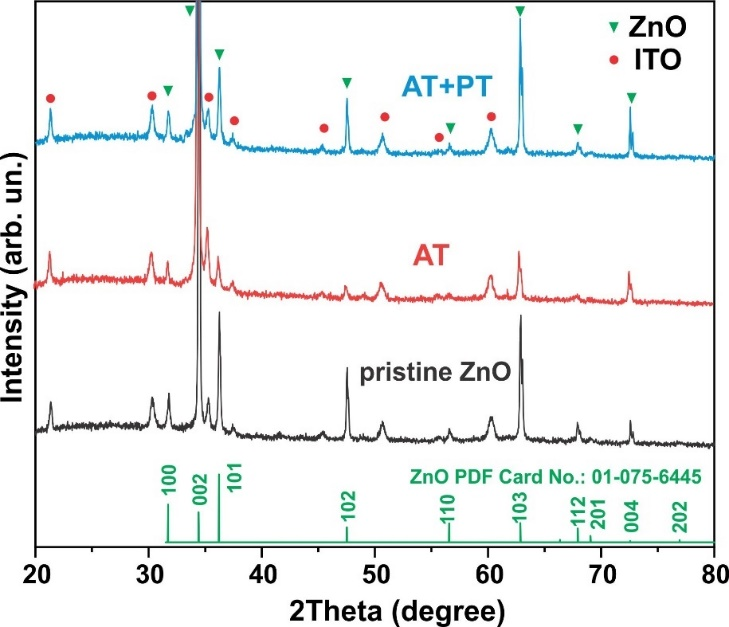 ZnO
ITO
AT+PT
AT
pristine ZnO
ZnO PDF Card No.: 01-075-6445
100
002
101
102
110
103
112
201
004
202
Intensity (arb. un.)
20 30 40 50 60 70 80
2Theta (degree)